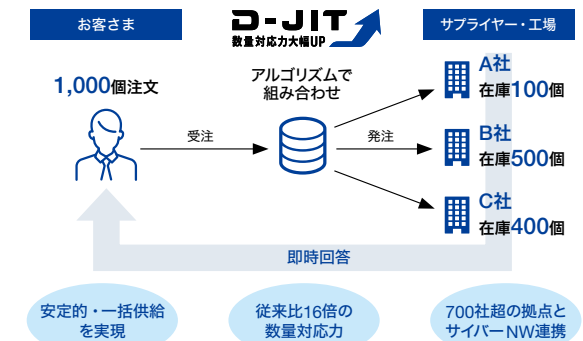 お客さま
D-JIT
数量対応力大幅UP
サプライヤー・工場
1,000個注文
アルゴリズムで
組み合わせ
受注
発注
A社
在庫100個
B社
在庫500個
C社
在庫400個
即時回答
安定的・一括供給
を実現
従来比16倍の
数量対応力
700社超の拠点と
サイバーNW連携